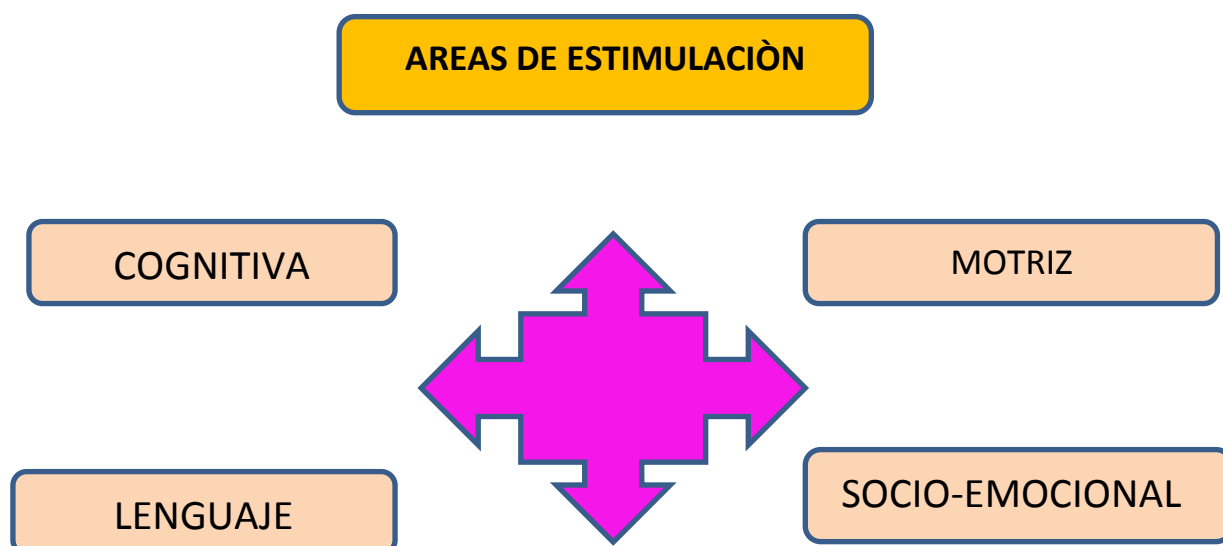 AREAS DE ESTIMULACIÒN
COGNITIVA
MOTRIZ
LENGUAJE
SOCIO-EMOCIONAL